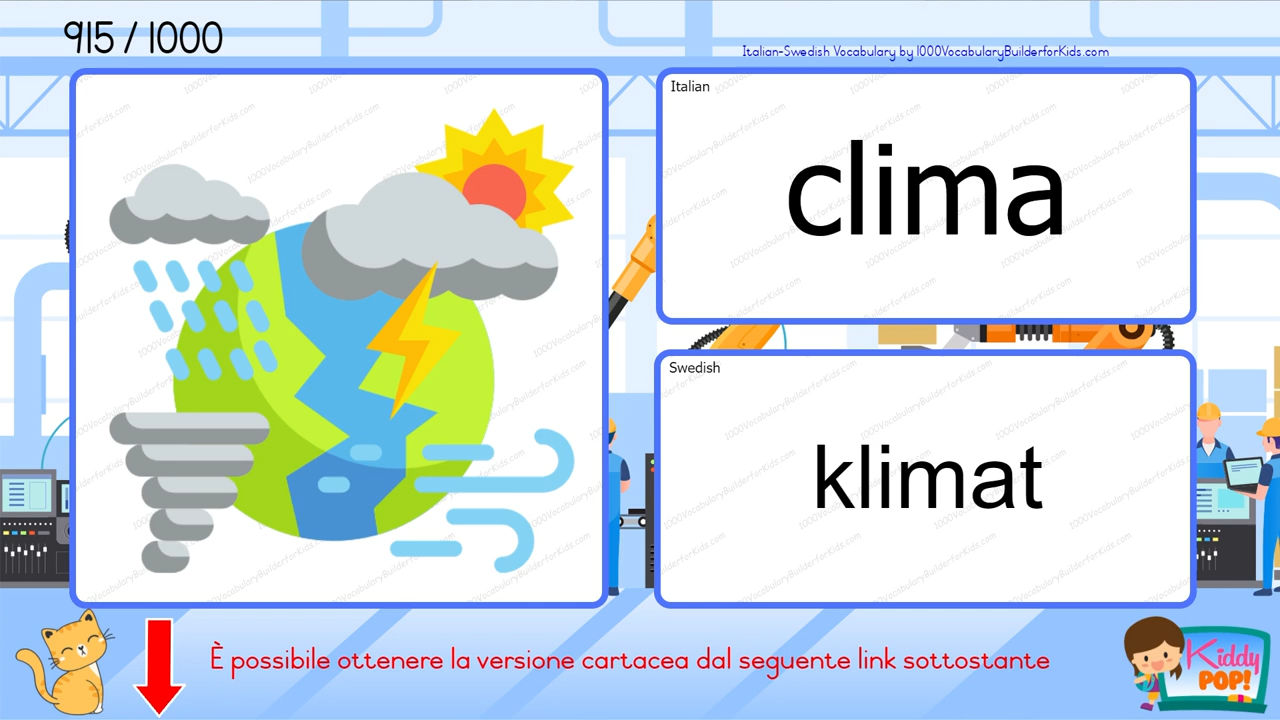 915 / 1000
Italian-Swedish Vocabulary by 1000VocabularyBuilderforKids.com
Italian
clima
Swedish
klimat
È possibile ottenere la versione cartacea dal seguente link sottostante
Kiddy
POP!